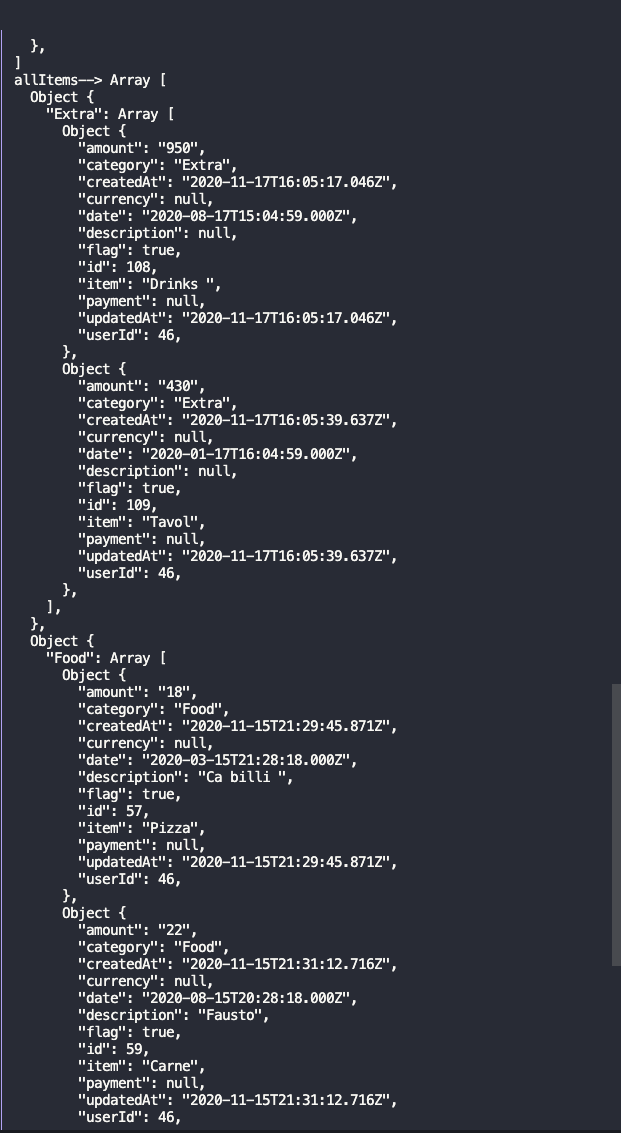 },
]
allItems--> Array [
Object {
"Extra": Array [
Object {
"amount": "950",
"category": "Extra",
"createdAt": "2020-11-17T16:05:17.046Z",
"currency": null,
"date": "2020-08-17T15:04:59.000Z",
"description": null,
"flag": true,
"id": 108,
"item": "Drinks ",
"payment": null,
"updatedAt": "2020-11-17T16:05:17.046Z",
"userId": 46,
},
Object {
"amount": "430",
"category": "Extra",
"createdAt": "2020-11-17T16:05:39.637Z",
"currency": null,
"date": "2020-01-17T16:04:59.000Z",
"description": null,
"flag": true,
"id": 109,
"item": "Tavol",
"payment": null,
"updatedAt": "2020-11-17T16:05:39.637Z",
"userId": 46,
},
],
},
Object {
"Food": Array [
Object {
"amount": "18",
"category": "Food",
"createdAt": "2020-11-15T21:29:45.871Z",
"currency": null,
"date": "2020-03-15T21:28:18.000Z",
"description": "Ca billi ",
"flag": true,
"id": 57,
"item": "Pizza",
"payment": null,
"updatedAt": "2020-11-15T21:29:45.871Z",
"userId": 46,
},
Object {
"amount": "22",
"category": "Food",
"createdAt": "2020-11-15T21:31:12.716Z",
"currency": null,
"date": "2020-08-15T20:28:18.000Z",
"description": "Fausto",
"flag": true,
"id": 59,
"item": "Carne",
"payment": null,
"updatedAt": "2020-11-15T21:31:12.716Z",
"userId": 46,